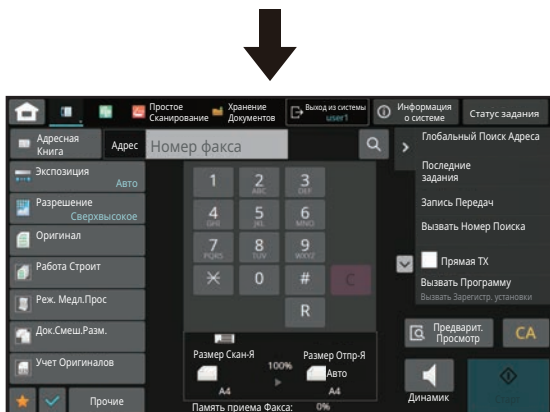 Простое
Сканирование
Хранение
Документов
Выход из системы
user1
Информация
о системе
Статус задания
Адресная
Книга
Адрес
Номер факса
Глобальный Поиск Адреса
Экспозиция
Авто
Последние
задания
Разрешение
Сверхвысокое
Запись Передач
Оригинал
Вызвать Номер Поиска
Работа Строит
Прямая TX
Реж. Медл.Прос
Вызвать Программу
Вызвать Зарегистр. установки
Док.Смеш.Разм.
Предварит.
Просмотр
CA
Учет Оригиналов
Прочие
1
2
ABC
3
DEF
4
GHI
5
JKL
6
MNO
7
PQRS
8
TUV
9
WXYZ
0
#
C
R
Размер Скан-Я
100%
Размер Отпр-Я
Авто
A4
A4
Память приема Факса: 0%
Динамик